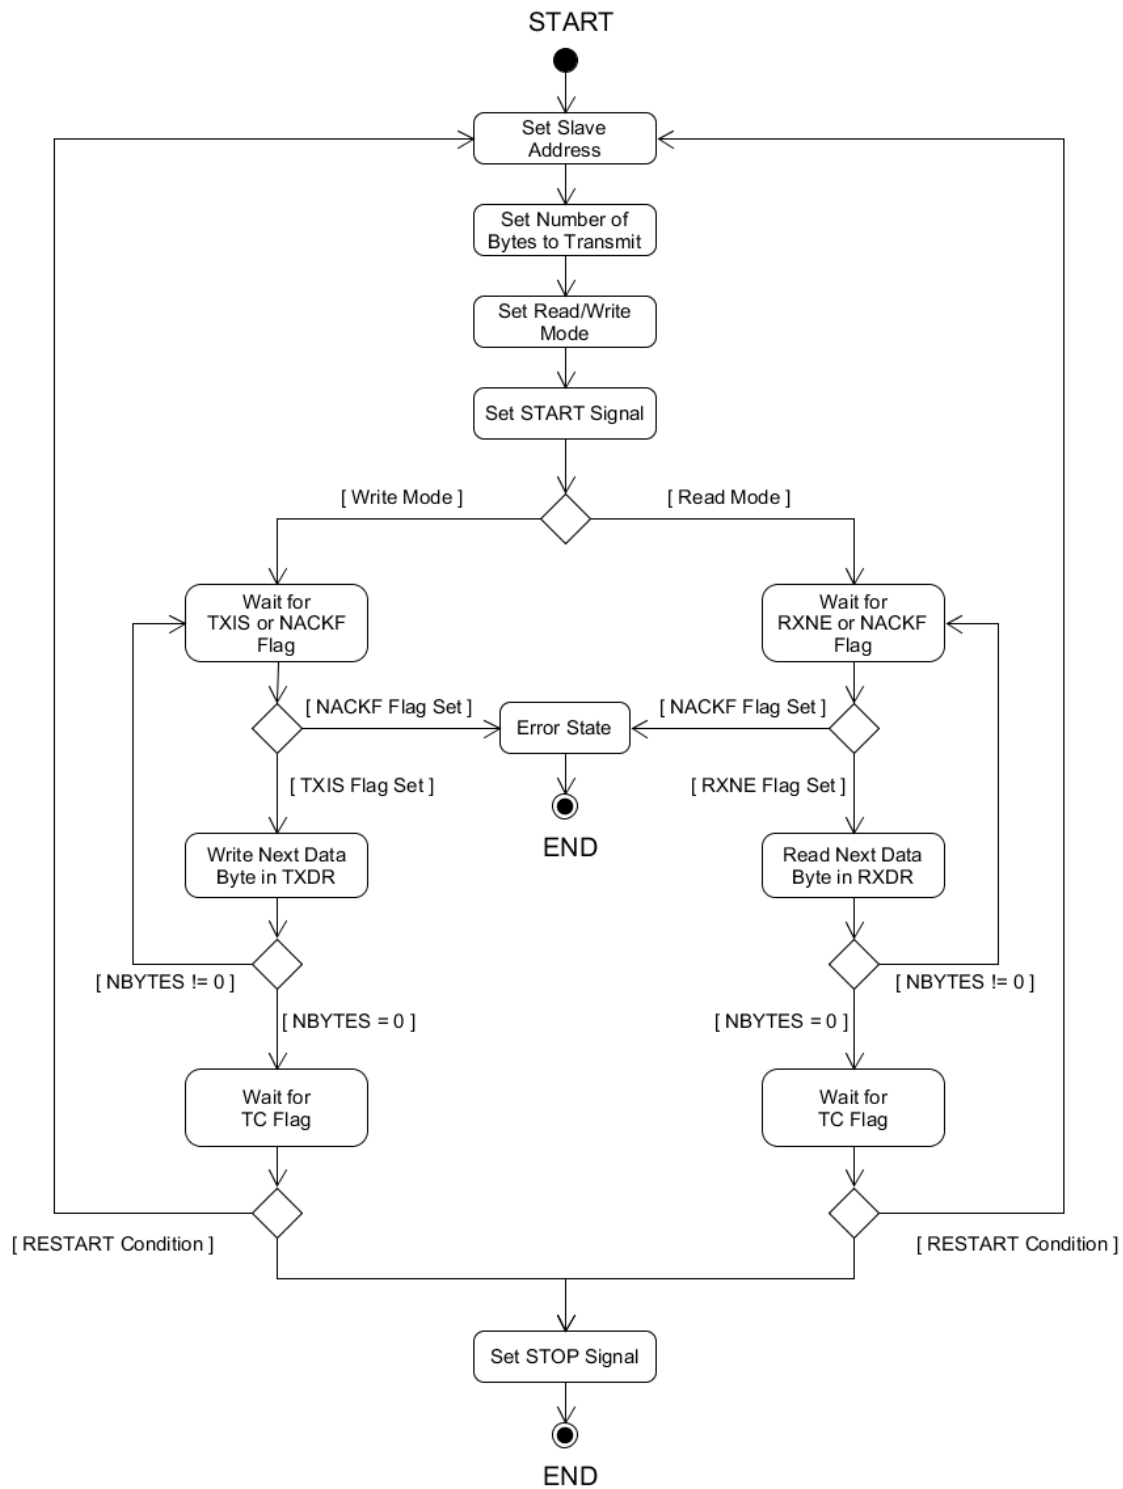 START
Set Slave
Address
Set Number of
Bytes to Transmit
Set Read/Write
Mode
Set START Signal
[ Write Mode ]
[ Read Mode ]
Wait for
TXIS or NACKF
Flag
Wait for
RXNE or NACKF
Flag
[ NACKF Flag Set ]
Error State
[ NACKF Flag Set ]
[ TXIS Flag Set ]
[ RXNE Flag Set ]
END
Write Next Data
Byte in TXDR
Read Next Data
Byte in RXDR
[ NBYTES != 0 ]
[ NBYTES != 0 ]
[ NBYTES = 0 ]
[ NBYTES = 0 ]
Wait for
TC Flag
Wait for
TC Flag
[ RESTART Condition ]
[ RESTART Condition ]
Set STOP Signal
END